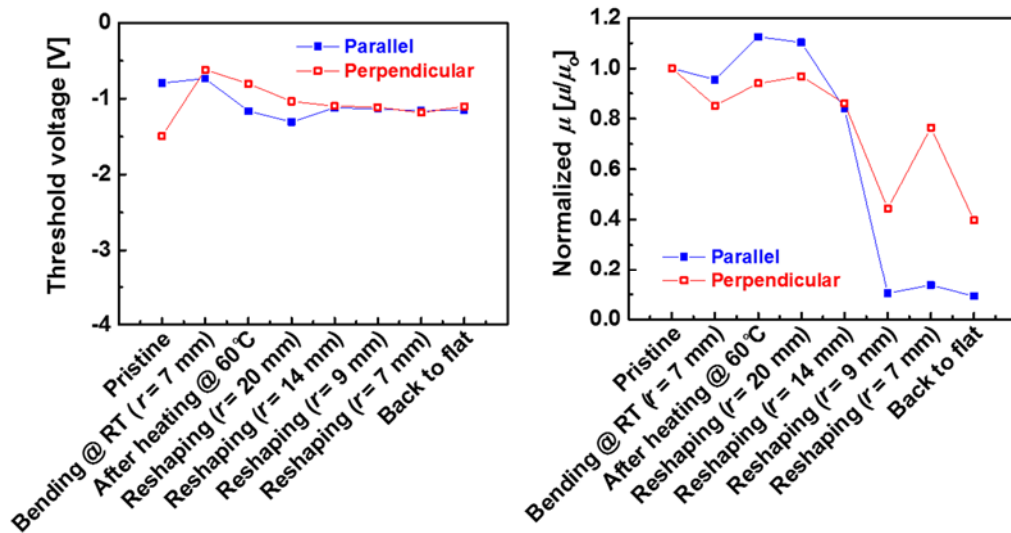 Threshold voltage [V]
-0
-1
-2
-3
-4
Parallel
Perpendicular
Pristine
Bending @ RT ( r = 7 mm)
After heating @ 60℃
Reshaping (r= 20 mm)
Reshaping (r= 14 mm)
Reshaping (r= 9 mm)
Reshaping (r= 7 mm)
Back to flat
Normalized μ [μ/μo]
1.2
1.0
0.8
0.6
0.4
0.2
0.0
Parallel
Perpendicular
Pristine
Bending @ RT (r = 7 mm)
After heating @ 60℃
Reshaping (r= 20 mm)
Reshaping (r= 14 mm)
Reshaping (r= 9 mm)
Reshaping (r= 7 mm)
Back to flat